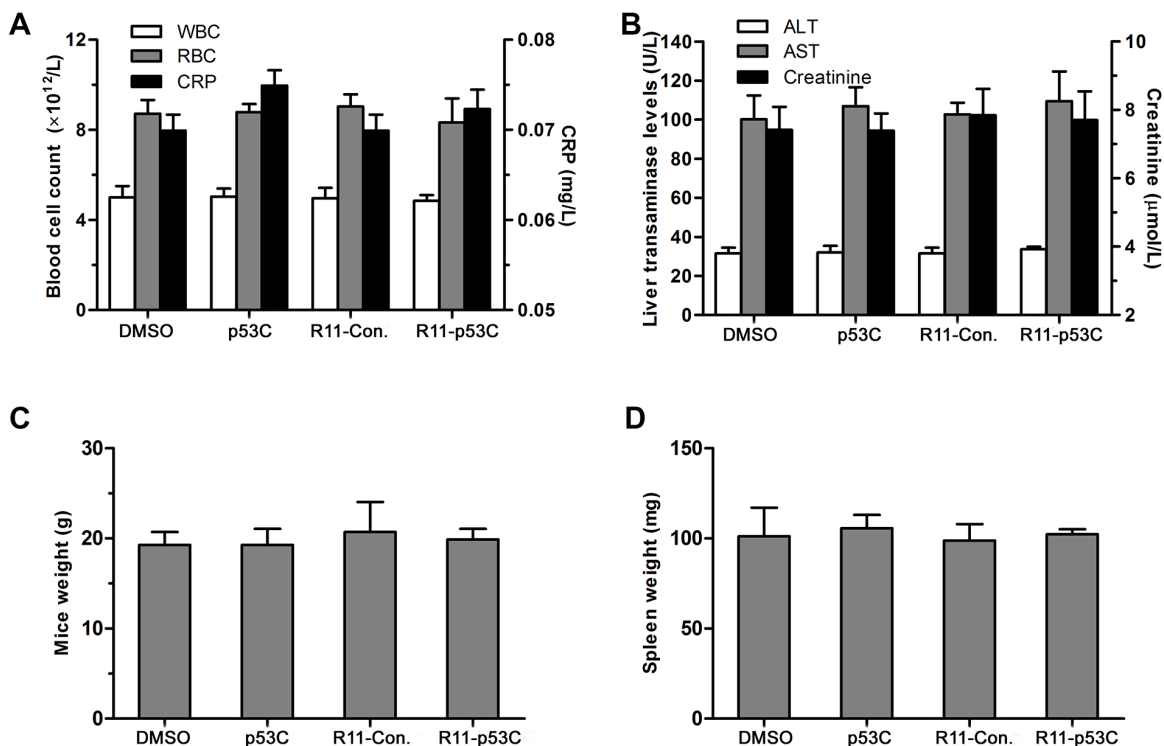 A
WBC
RBC
CRP
Blood cell count (×10¹²/L)
12
8
4
0
0.08
0.07
0.06
0.05
CRP (mg/L)
DMSO p53C R11-Con. R11-p53C
B
ALT
AST
Creatinine
Liver transaminase levels (U/L)
140
120
100
80
60
40
20
0
10
8
6
4
2
Creatinine (μmol/L)
DMSO p53C R11-Con. R11-p53C
C
Mice weight (g)
30
20
10
0
DMSO p53C R11-Con. R11-p53C
D
Spleen weight (mg)
150
100
50
0
DMSO p53C R11-Con. R11-p53C